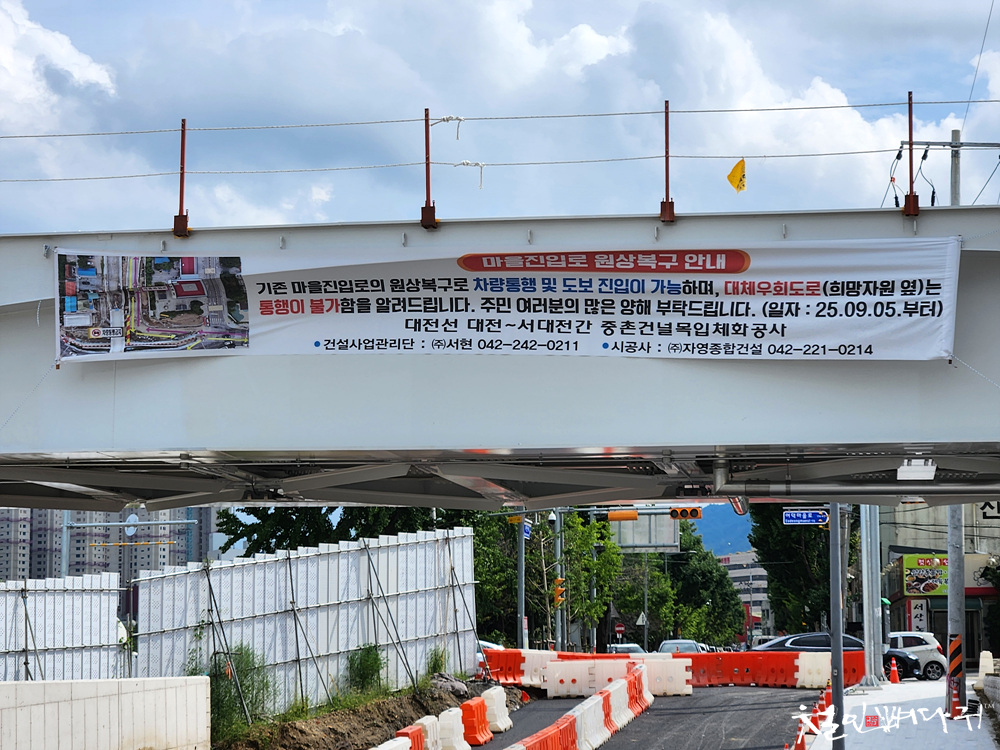 마을진입로 원상복구 안내
기존 마을진입로의 원상복구로 차량통행 및 도보 진입이 가능하며, 대체우회도로(희망자원 옆)는
통행이 불가함을 알려드립니다. 주민 여러분의 많은 양해 부탁드립니다. (일자 : 25.09.05.부터)
대전선 대전~서대전간 중촌건널목입체화공사
•건설사업관리단 : ㈜서현 042-242-0211 •시공사 : ㈜자영종합건설 042-221-0214